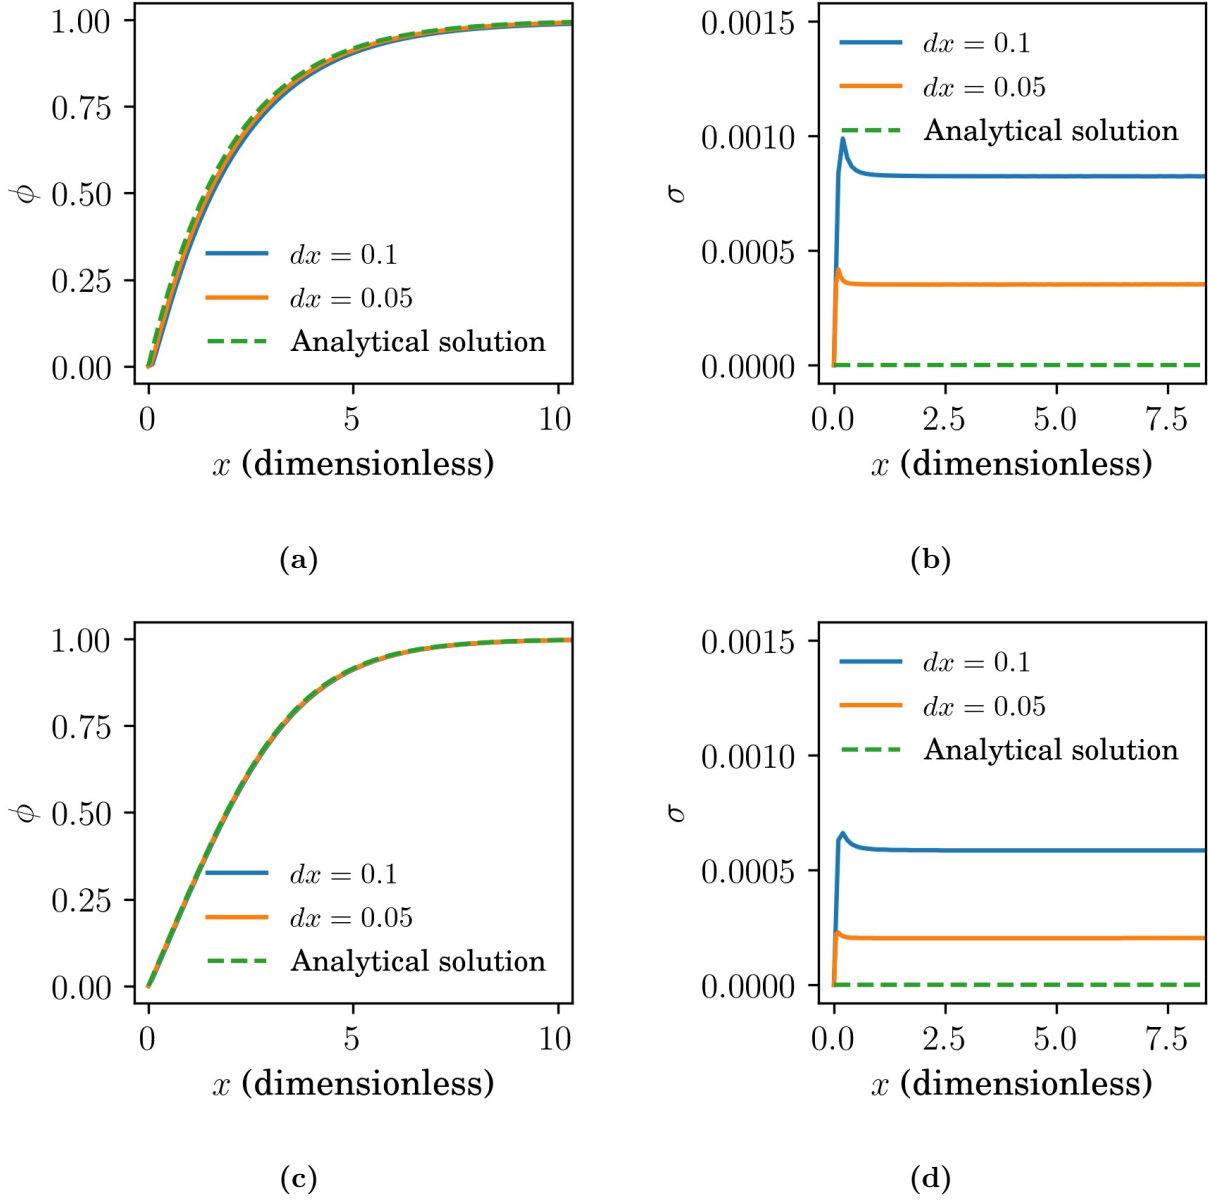 1.00
0.75
0.50
0.25
0.00
ϕ
dx = 0.1
dx = 0.05
Analytical solution
0 5 10
x (dimensionless)
(a)
0.0015
0.0010
0.0005
0.0000
σ
dx = 0.1
dx = 0.05
Analytical solution
0.0 2.5 5.0 7.5
x (dimensionless)
(b)
1.00
0.75
0.50
0.25
0.00
ϕ
dx = 0.1
dx = 0.05
Analytical solution
0 5 10
x (dimensionless)
(c)
0.0015
0.0010
0.0005
0.0000
σ
dx = 0.1
dx = 0.05
Analytical solution
0.0 2.5 5.0 7.5
x (dimensionless)
(d)